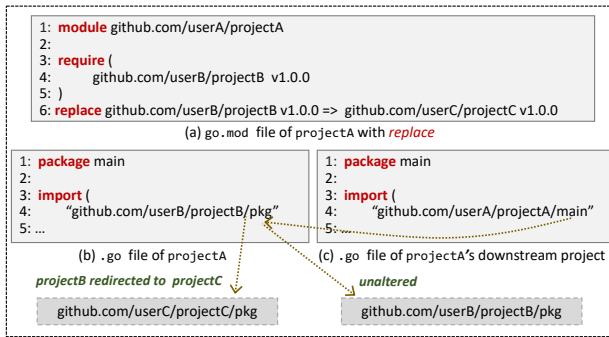 1: module github.com/userA/projectA
2:
3: require (
4: github.com/userB/projectB v1.0.0
5: )
6: replace github.com/userB/projectB v1.0.0 => github.com/userC/projectC v1.0.0
(a) go.mod file of projectA with replace
1: package main
2:
3: import (
4: “github.com/userB/projectB/pkg”
5: ...
(b) .go file of projectA
1: package main
2:
3: import (
4: “github.com/userA/projectA/main”
5: ...
(c) .go file of projectA’s downstream project
projectB redirected to projectC
unaltered
github.com/userC/projectC/pkg
github.com/userB/projectB/pkg